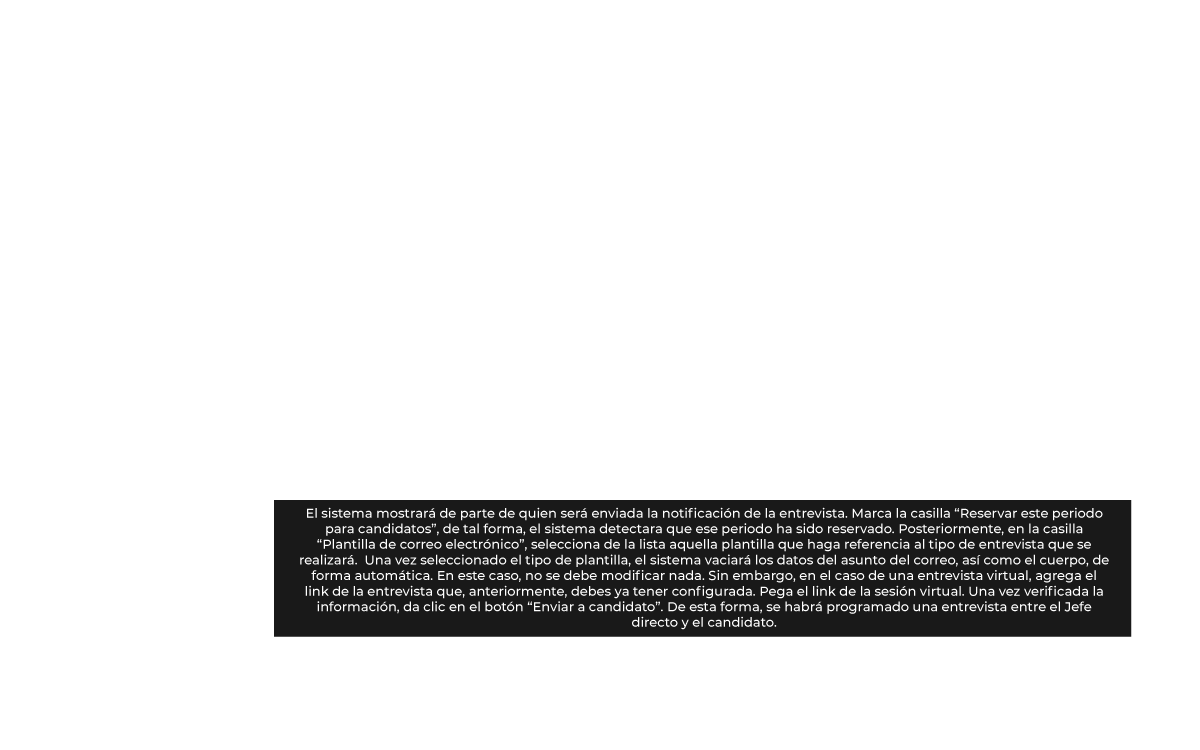 El sistema mostrará de parte de quien será enviada la notificación de la entrevista. Marca la casilla “Reservar este periodo
para candidatos”, de tal forma, el sistema detectara que ese periodo ha sido reservado. Posteriormente, en la casilla
“Plantilla de correo electrónico”, selecciona de la lista aquella plantilla que haga referencia al tipo de entrevista que se
realizará.  Una vez seleccionado el tipo de plantilla, el sistema vaciará los datos del asunto del correo, así como el cuerpo, de
forma automática. En este caso, no se debe modificar nada. Sin embargo, en el caso de una entrevista virtual, agrega el
link de la entrevista que, anteriormente, debes ya tener configurada. Pega el link de la sesión virtual. Una vez verificada la
información, da clic en el botón “Enviar a candidato”. De esta forma, se habrá programado una entrevista entre el Jefe
directo y el candidato.